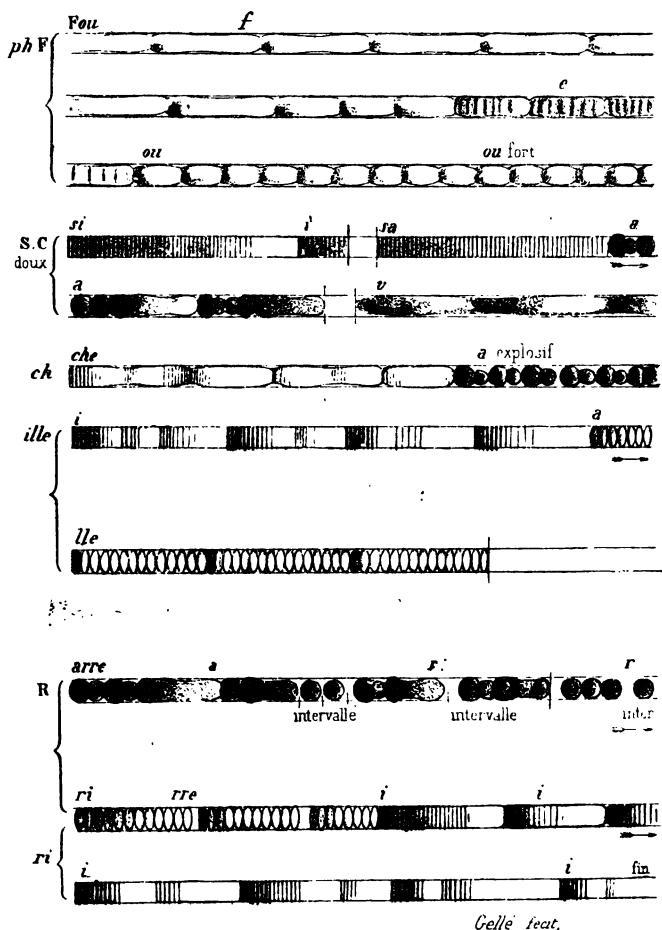 Fou f
ph F
e
ou ou fort
S.C si i sa a
doux
a v
ch che a explosif
ille i a
lle
R arre a r r
intervalle intervalle inter
ri rre i i
ri i i fin
Gellé fecit.